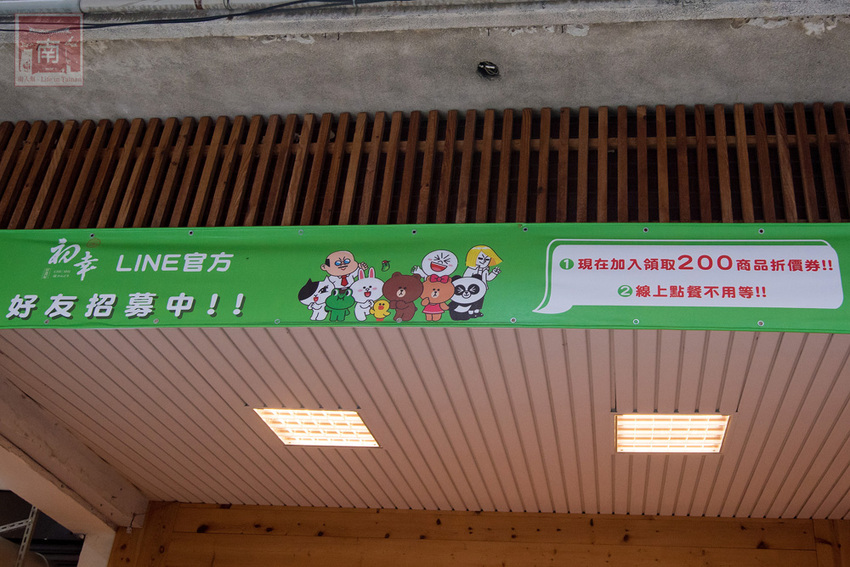 南
初幸
LINE官方
好友招募中!!
❶現在加入領取200商品折價券!!
❷線上點餐不用等!!